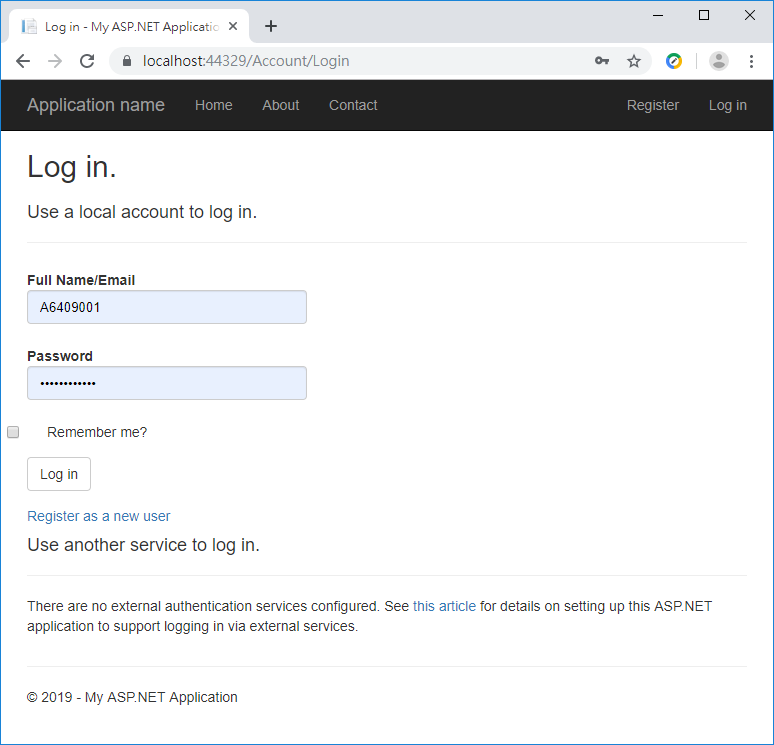 Log in - My ASP.NET Applicatio
localhost:44329/Account/Login
Application name Home About Contact Register Log in
Log in.
Use a local account to log in.
Full Name/Email
A6409001
Password
••••••••••••
Remember me?
Log in
Register as a new user
Use another service to log in.
There are no external authentication services configured. See this article for details on setting up this ASP.NET
application to support logging in via external services.
© 2019 - My ASP.NET Application